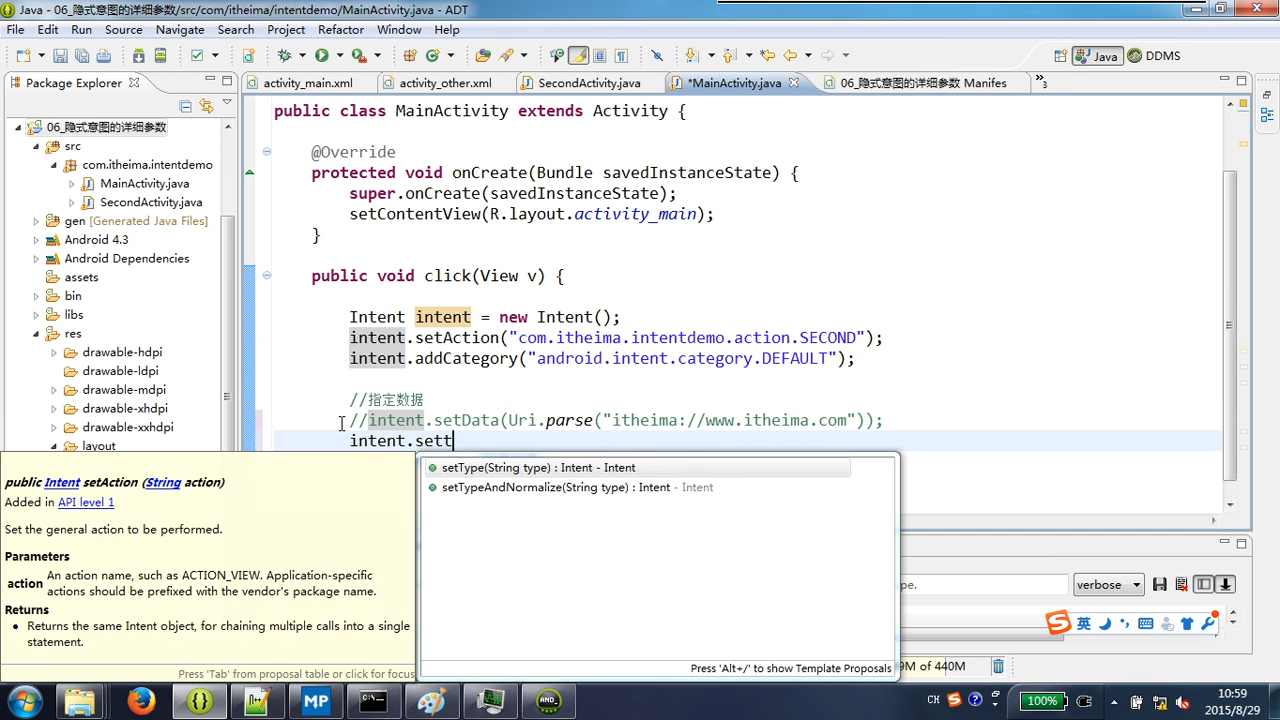 Java - 06_隐式意图的详细参数/src/com/itheima/intentdemo/MainActivity.java - ADT
File Edit Run Source Navigate Search Project Refactor Window Help
Java DDMS
Package Explorer
activity_main.xml activity_other.xml SecondActivity.java *MainActivity.java 06_隐式意图的详细参数 Manifes »3
06_隐式意图的详细参数
src
com.itheima.intentdemo
MainActivity.java
SecondActivity.java
gen [Generated Java Files]
Android 4.3
Android Dependencies
assets
bin
libs
res
drawable-hdpi
drawable-ldpi
drawable-mdpi
drawable-xhdpi
drawable-xxhdpi
layout
public class MainActivity extends Activity {
@Override
protected void onCreate(Bundle savedInstanceState) {
super.onCreate(savedInstanceState);
setContentView(R.layout.activity_main);
}
public void click(View v) {
Intent intent = new Intent();
intent.setAction("com.itheima.intentdemo.action.SECOND");
intent.addCategory("android.intent.category.DEFAULT");
//指定数据
//intent.setData(Uri.parse("itheima://www.itheima.com"));
intent.sett
public Intent setAction (String action)
Added in API level 1
Set the general action to be performed.
Parameters
action An action name, such as ACTION_VIEW. Application-specific
actions should be prefixed with the vendor's package name.
Returns
• Returns the same Intent object, for chaining multiple calls into a single
statement.
Press 'Tab' from proposal table or click for focus
setType(String type) : Intent - Intent
setTypeAndNormalize(String type) : Intent - Intent
Press 'Alt+/' to show Template Proposals
pe.
verbose
英
9M of 440M
MP
CH
100%
10:59
2015/8/29